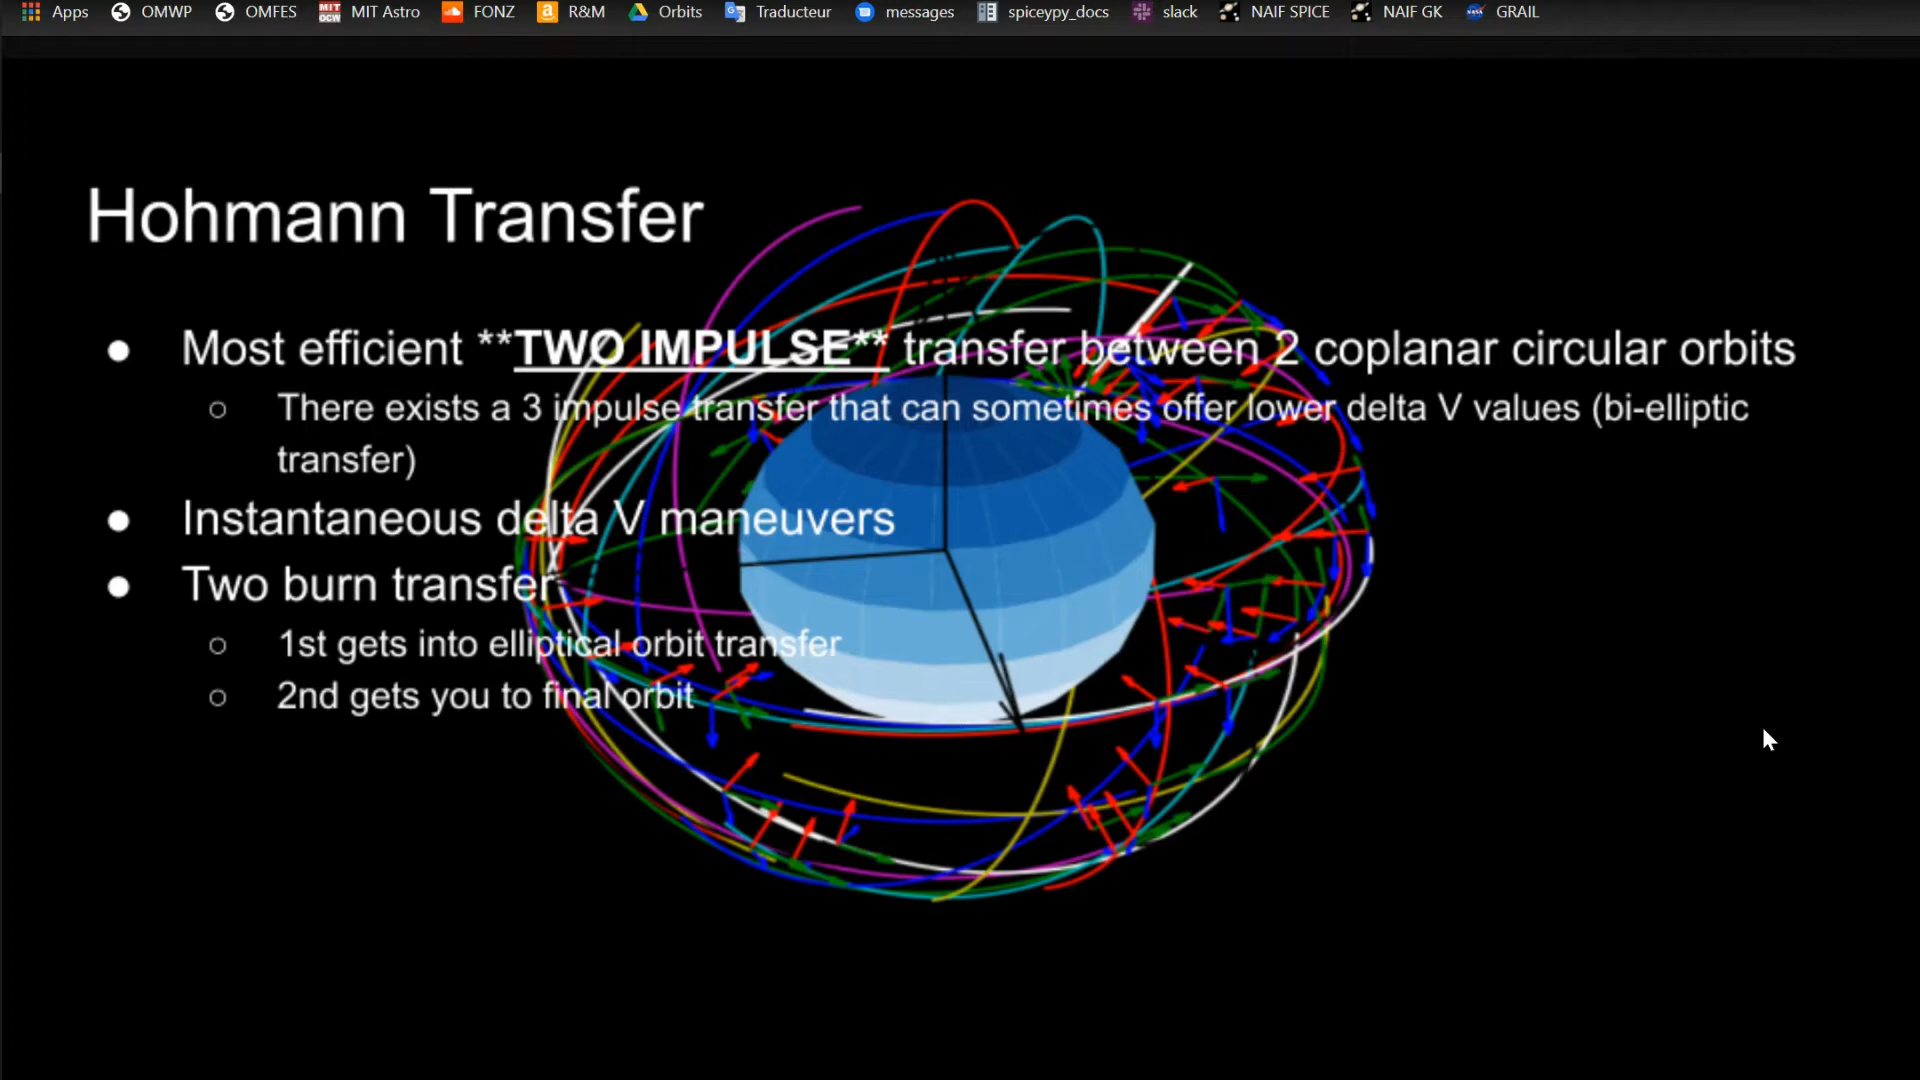 Apps OMWP OMFES MIT Astro FONZ R&M Orbits Traducteur messages spiceypy_docs slack NAIF SPICE NAIF GK GRAIL
Hohmann Transfer
● Most efficient **TWO IMPULSE** transfer between 2 coplanar circular orbits
○ There exists a 3 impulse transfer that can sometimes offer lower delta V values (bi-elliptic
transfer)
● Instantaneous delta V maneuvers
● Two burn transfer
○ 1st gets into elliptical orbit transfer
○ 2nd gets you to final orbit